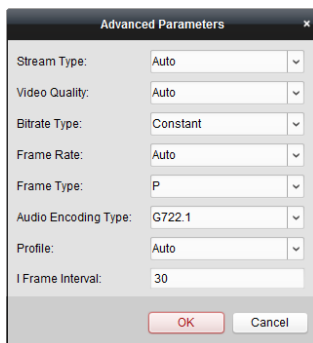 Advanced Parameters ×
Stream Type: Auto
Video Quality: Auto
Bitrate Type: Constant
Frame Rate: Auto
Frame Type: P
Audio Encoding Type: G722.1
Profile: Auto
I Frame Interval: 30
OK Cancel